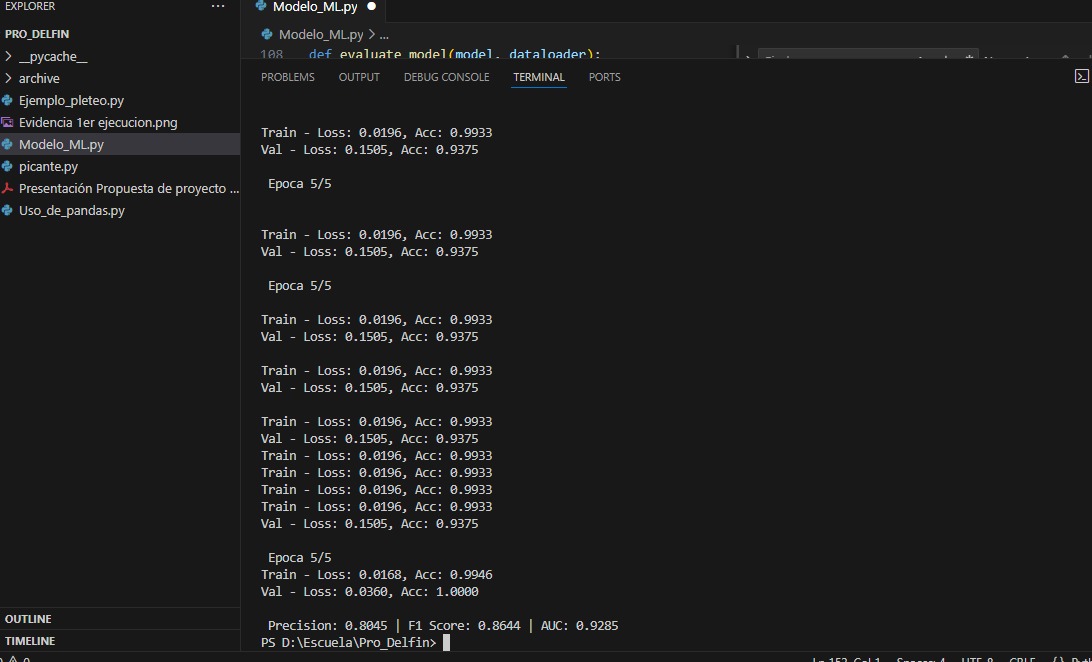 EXPLORER
...
PRO_DELFIN
__pycache__
archive
Ejemplo_pleteo.py
Evidencia 1er ejecucion.png
Modelo_ML.py
picante.py
Presentación Propuesta de proyecto ...
Uso_de_pandas.py
OUTLINE
TIMELINE
Modelo_ML.py
Modelo_ML.py > ...
108 def evaluate_model(model, dataloader):
PROBLEMS OUTPUT DEBUG CONSOLE TERMINAL PORTS
Train - Loss: 0.0196, Acc: 0.9933
Val - Loss: 0.1505, Acc: 0.9375
Epoca 5/5
Train - Loss: 0.0196, Acc: 0.9933
Val - Loss: 0.1505, Acc: 0.9375
Epoca 5/5
Train - Loss: 0.0196, Acc: 0.9933
Val - Loss: 0.1505, Acc: 0.9375
Train - Loss: 0.0196, Acc: 0.9933
Val - Loss: 0.1505, Acc: 0.9375
Train - Loss: 0.0196, Acc: 0.9933
Val - Loss: 0.1505, Acc: 0.9375
Train - Loss: 0.0196, Acc: 0.9933
Train - Loss: 0.0196, Acc: 0.9933
Train - Loss: 0.0196, Acc: 0.9933
Train - Loss: 0.0196, Acc: 0.9933
Val - Loss: 0.1505, Acc: 0.9375
Epoca 5/5
Train - Loss: 0.0168, Acc: 0.9946
Val - Loss: 0.0360, Acc: 1.0000
Precision: 0.8045 | F1 Score: 0.8644 | AUC: 0.9285
PS D:\Escuela\Pro_Delfin>